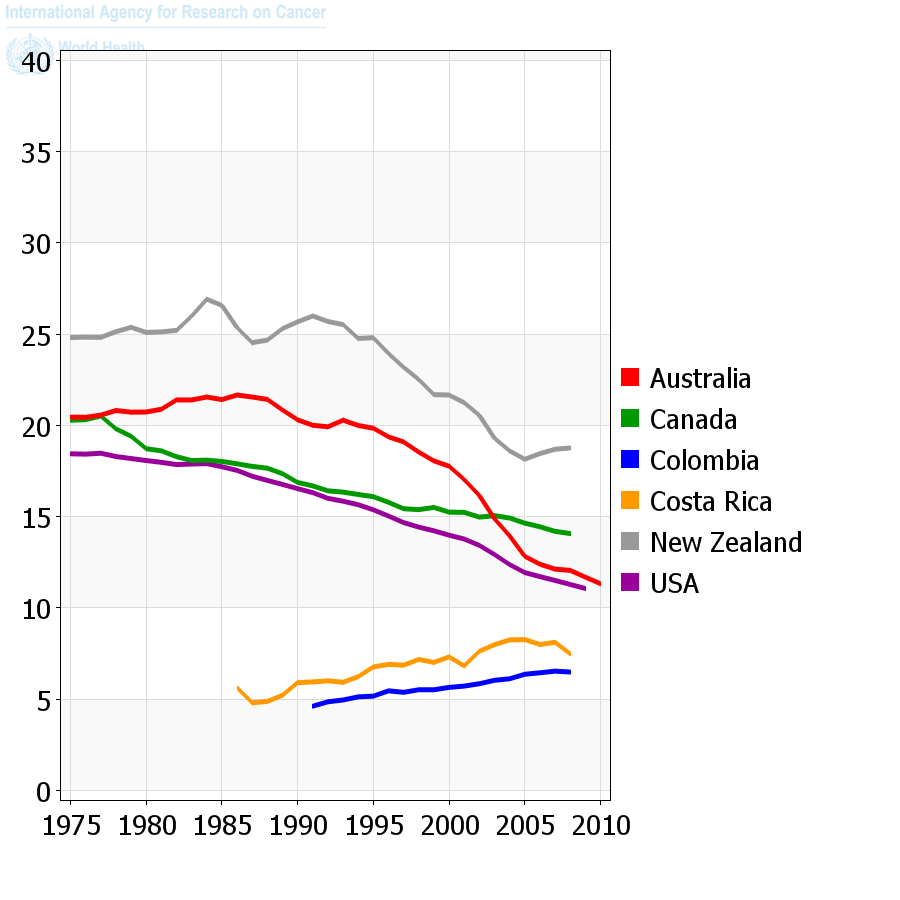 International Agency for Research on Cancer
World Health
40
35
30
25
20
15
10
5
0
1975 1980 1985 1990 1995 2000 2005 2010
Australia
Canada
Colombia
Costa Rica
New Zealand
USA